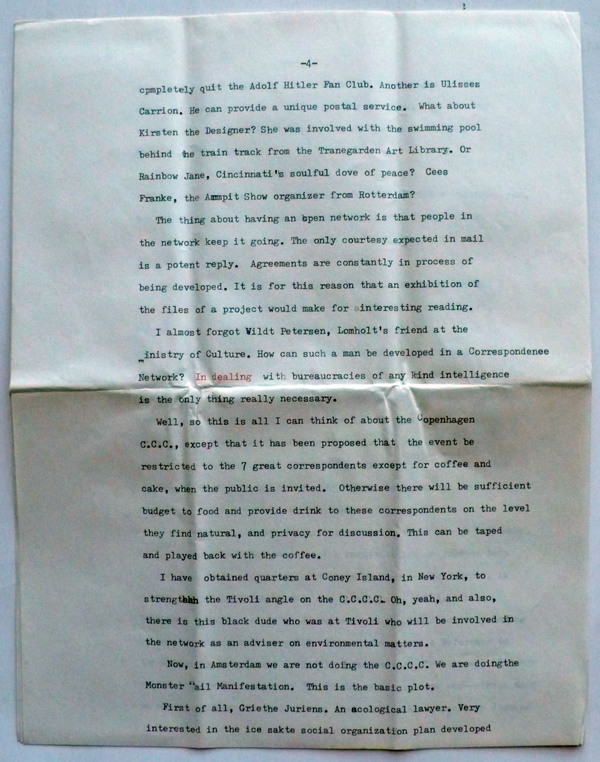 -4-
cpmpletely quit the Adolf Hitler Fan Club. Another is Ulisses
Carrion. He can provide a unique postal service. What about
Kirsten the Designer? She was involved with the swimming pool
behind the train track from the Tranegarden Art Library. Or
Rainbow Jane, Cincinnati's soulful dove of peace? Cees
Franke, the Ammpit Show organizer from Rotterdam?
The thing about having an open network is that people in
the network keep it going. The only courtesy expected in mail
is a potent reply. Agreements are constantly in process of
being developed. It is for this reason that an exhibition of
the files of a project would make for interesting reading.
I almost forgot Wildt Petersen, Lomholt's friend at the
ministry of Culture. How can such a man be developed in a Correspondenee
Network? In dealing with bureaucracies of any kind intelligence
is the only thing really necessary.
Well, so this is all I can think of about the Copenhagen
C.C.C., except that it has been proposed that the event be
restricted to the 7 great correspondents except for coffee and
cake, when the public is invited. Otherwise there will be sufficient
budget to food and provide drink to these correspondents on the level
they find natural, and privacy for discussion. This can be taped
and played back with the coffee.
I have obtained quarters at Coney Island, in New York, to
strengthhh the Tivoli angle on the C.C.C.C. Oh, yeah, and also,
there is this black dude who was at Tivoli who will be involved in
the network as an adviser on environmental matters.
Now, in Amsterdam we are not doing the C.C.C.C. We are doingthe
Monster Mail Manifestation. This is the basic plot.
First of all, Griethe Juriens. An acological lawyer. Very
interested in the ice sakte social organization plan developed